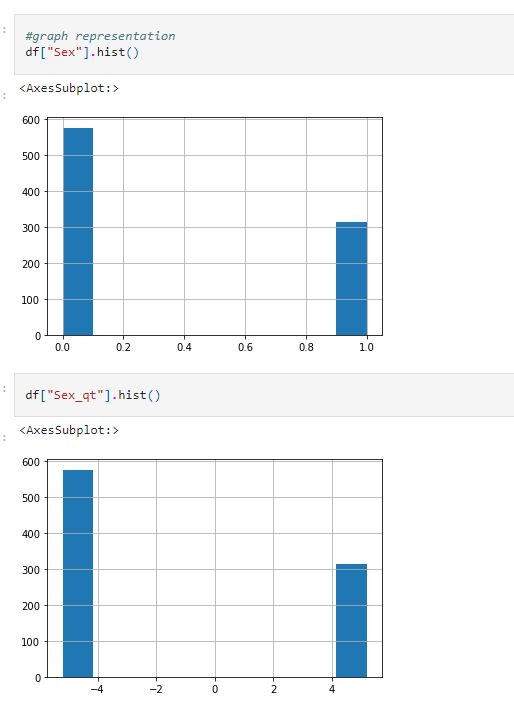 :
#graph representation
df["Sex"].hist()
:
<AxesSubplot:>
600
500
400
300
200
100
0
0.0 0.2 0.4 0.6 0.8 1.0
:
df["Sex_qt"].hist()
:
<AxesSubplot:>
600
500
400
300
200
100
0
−4 −2 0 2 4